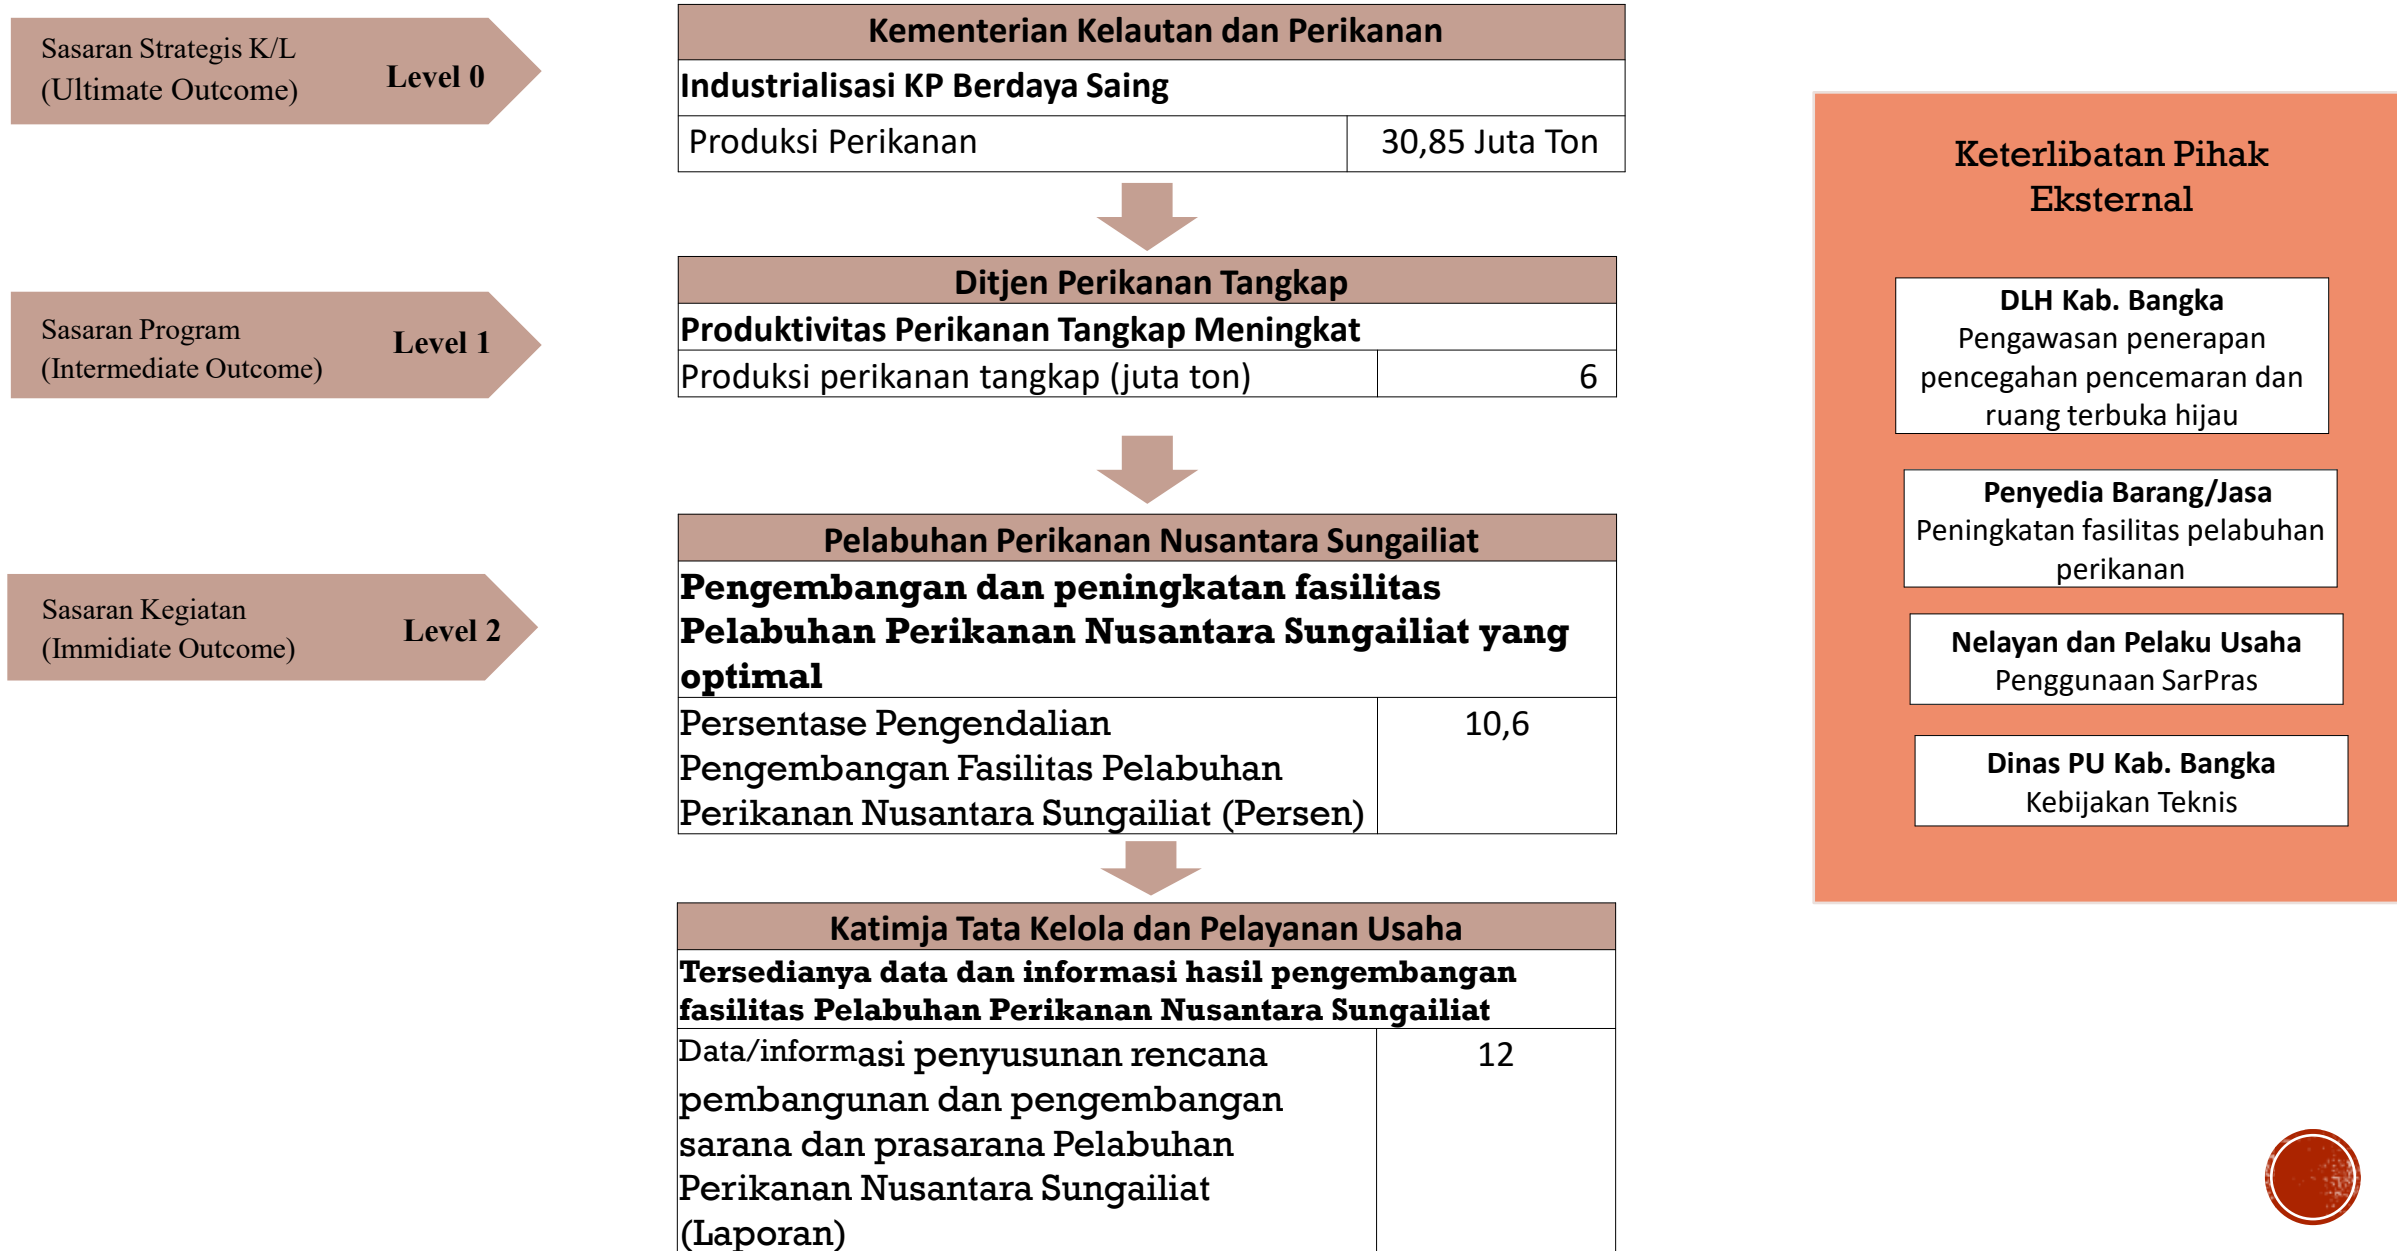 Sasaran Strategis K/L
(Ultimate Outcome)
Level 0
Kementerian Kelautan dan Perikanan
Industrialisasi KP Berdaya Saing
Produksi Perikanan
30,85 Juta Ton
Sasaran Program
(Intermediate Outcome)
Level 1
Ditjen Perikanan Tangkap
Produktivitas Perikanan Tangkap Meningkat
Produksi perikanan tangkap (juta ton)
6
Sasaran Kegiatan
(Immidiate Outcome)
Level 2
Pelabuhan Perikanan Nusantara Sungailiat
Pengembangan dan peningkatan fasilitas
Pelabuhan Perikanan Nusantara Sungailiat yang
optimal
Persentase Pengendalian
Pengembangan Fasilitas Pelabuhan
Perikanan Nusantara Sungailiat (Persen)
10,6
Katimja Tata Kelola dan Pelayanan Usaha
Tersedianya data dan informasi hasil pengembangan
fasilitas Pelabuhan Perikanan Nusantara Sungailiat
Data/informasi penyusunan rencana
pembangunan dan pengembangan
sarana dan prasarana Pelabuhan
Perikanan Nusantara Sungailiat
(Laporan)
12
Keterlibatan Pihak
Eksternal
DLH Kab. Bangka
Pengawasan penerapan
pencegahan pencemaran dan
ruang terbuka hijau
Penyedia Barang/Jasa
Peningkatan fasilitas pelabuhan
perikanan
Nelayan dan Pelaku Usaha
Penggunaan SarPras
Dinas PU Kab. Bangka
Kebijakan Teknis